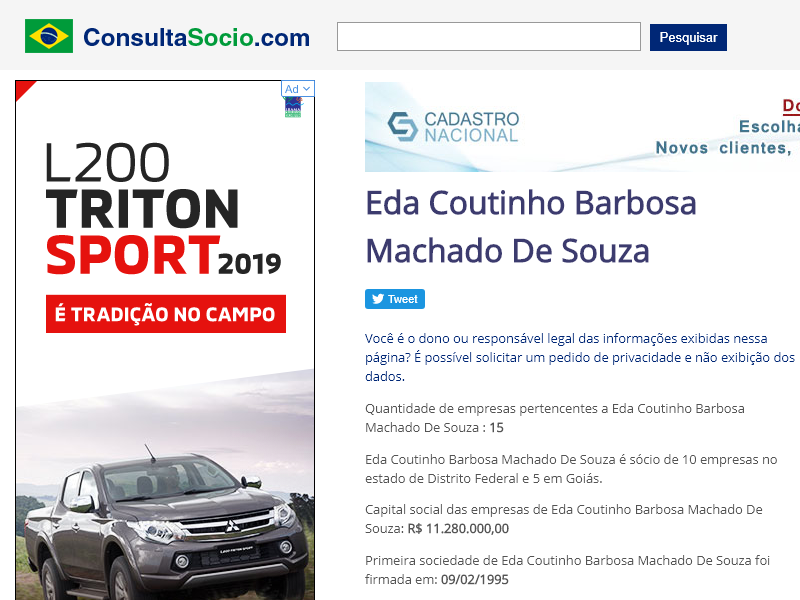 ConsultaSocio.com
Pesquisar
Ad
L200
TRITON
SPORT 2019
É TRADIÇÃO NO CAMPO
CADASTRO
NACIONAL
Escolha
Novos clientes,
Eda Coutinho Barbosa
Machado De Souza
Tweet
Você é o dono ou responsável legal das informações exibidas nessa
página? É possível solicitar um pedido de privacidade e não exibição dos
dados.
Quantidade de empresas pertencentes a Eda Coutinho Barbosa
Machado De Souza : 15
Eda Coutinho Barbosa Machado De Souza é sócio de 10 empresas no
estado de Distrito Federal e 5 em Goiás.
Capital social das empresas de Eda Coutinho Barbosa Machado De
Souza: R$ 11.280.000,00
Primeira sociedade de Eda Coutinho Barbosa Machado De Souza foi
firmada em: 09/02/1995